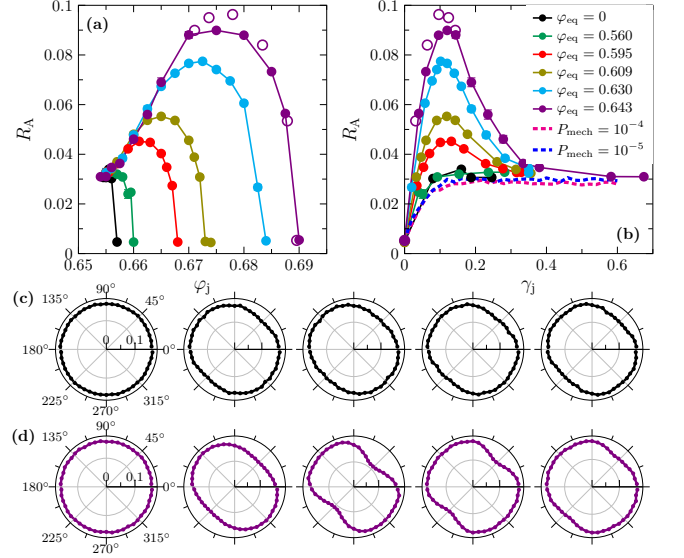 (a)
R_A
0.1
0.08
0.06
0.04
0.02
0
0.65 0.66 0.67 0.68 0.69
φ_j
0.1
0.08
0.06
0.04
0.02
0
R_A
φ_eq = 0
φ_eq = 0.560
φ_eq = 0.595
φ_eq = 0.609
φ_eq = 0.630
φ_eq = 0.643
P_mech = 10^-4
P_mech = 10^-5
(b)
0 0.2 0.4 0.6
γ_j
(c)
135° 90° 45°
180° 0 0.1 0°
225° 270° 315°
(d)
135° 90° 45°
180° 0 0.1 0°
225° 270° 315°